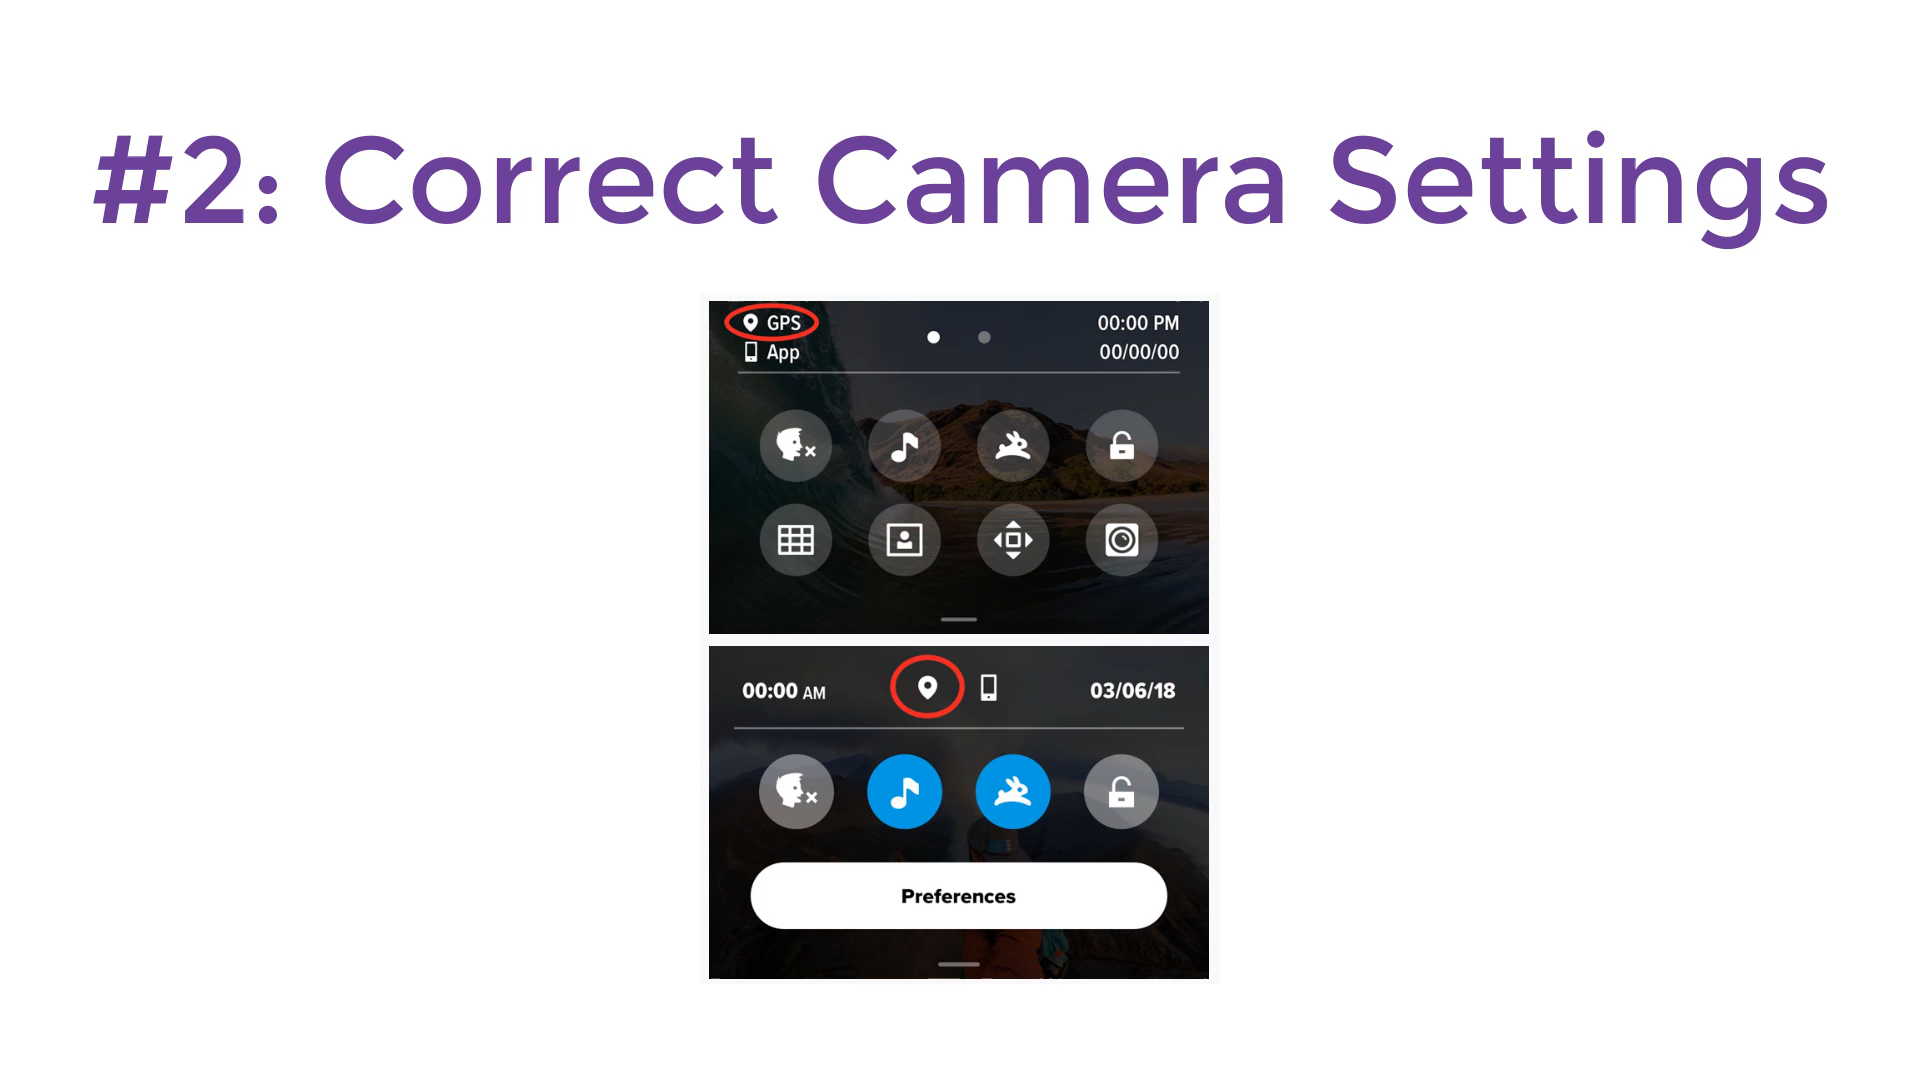 #2: Correct Camera Settings
GPS
00:00 PM
App
00/00/00
00:00 AM
03/06/18
Preferences